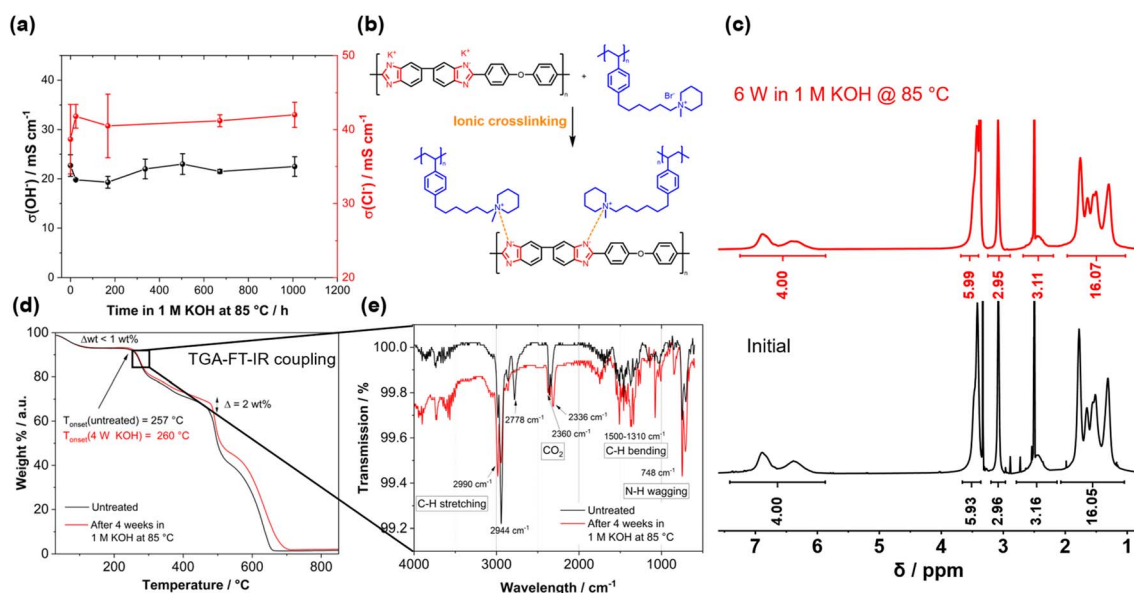 (a)
50
40
30
20
10
0
σ(OH⁻) / mS cm⁻¹
50
40
30
20
σ(Cl⁻) / mS cm⁻¹
0 200 400 600 800 1000 1200
Time in 1 M KOH at 85 °C / h
(b)
K⁺ K⁺
N⁻ N⁻
N N
O
n
+
n
Br⁻
N⁺
Ionic crosslinking
n n
N⁺ N⁺
N⁻ N⁻
N N
O
n
(c)
6 W in 1 M KOH @ 85 °C
4.00 5.99 2.95 3.11 16.07
Initial
4.00 5.93 2.96 3.16 16.05
7 6 5 4 3 2 1
δ / ppm
(d)
100
80
60
40
20
0
Weight % / a.u.
Δwt < 1 wt%
TGA-FT-IR coupling
Δ = 2 wt%
Tonset(untreated) = 257 °C
Tonset(4 W KOH) = 260 °C
Untreated
After 4 weeks in
1 M KOH at 85 °C
200 400 600 800
Temperature / °C
(e)
100.0
99.8
99.6
99.4
99.2
Transmission / %
2778 cm⁻¹
2336 cm⁻¹
2360 cm⁻¹
CO₂
1500-1310 cm⁻¹
C-H bending
2990 cm⁻¹
748 cm⁻¹
C-H stretching
N-H wagging
2944 cm⁻¹
Untreated
After 4 weeks in
1 M KOH at 85 °C
4000 3000 2000 1000
Wavelength / cm⁻¹